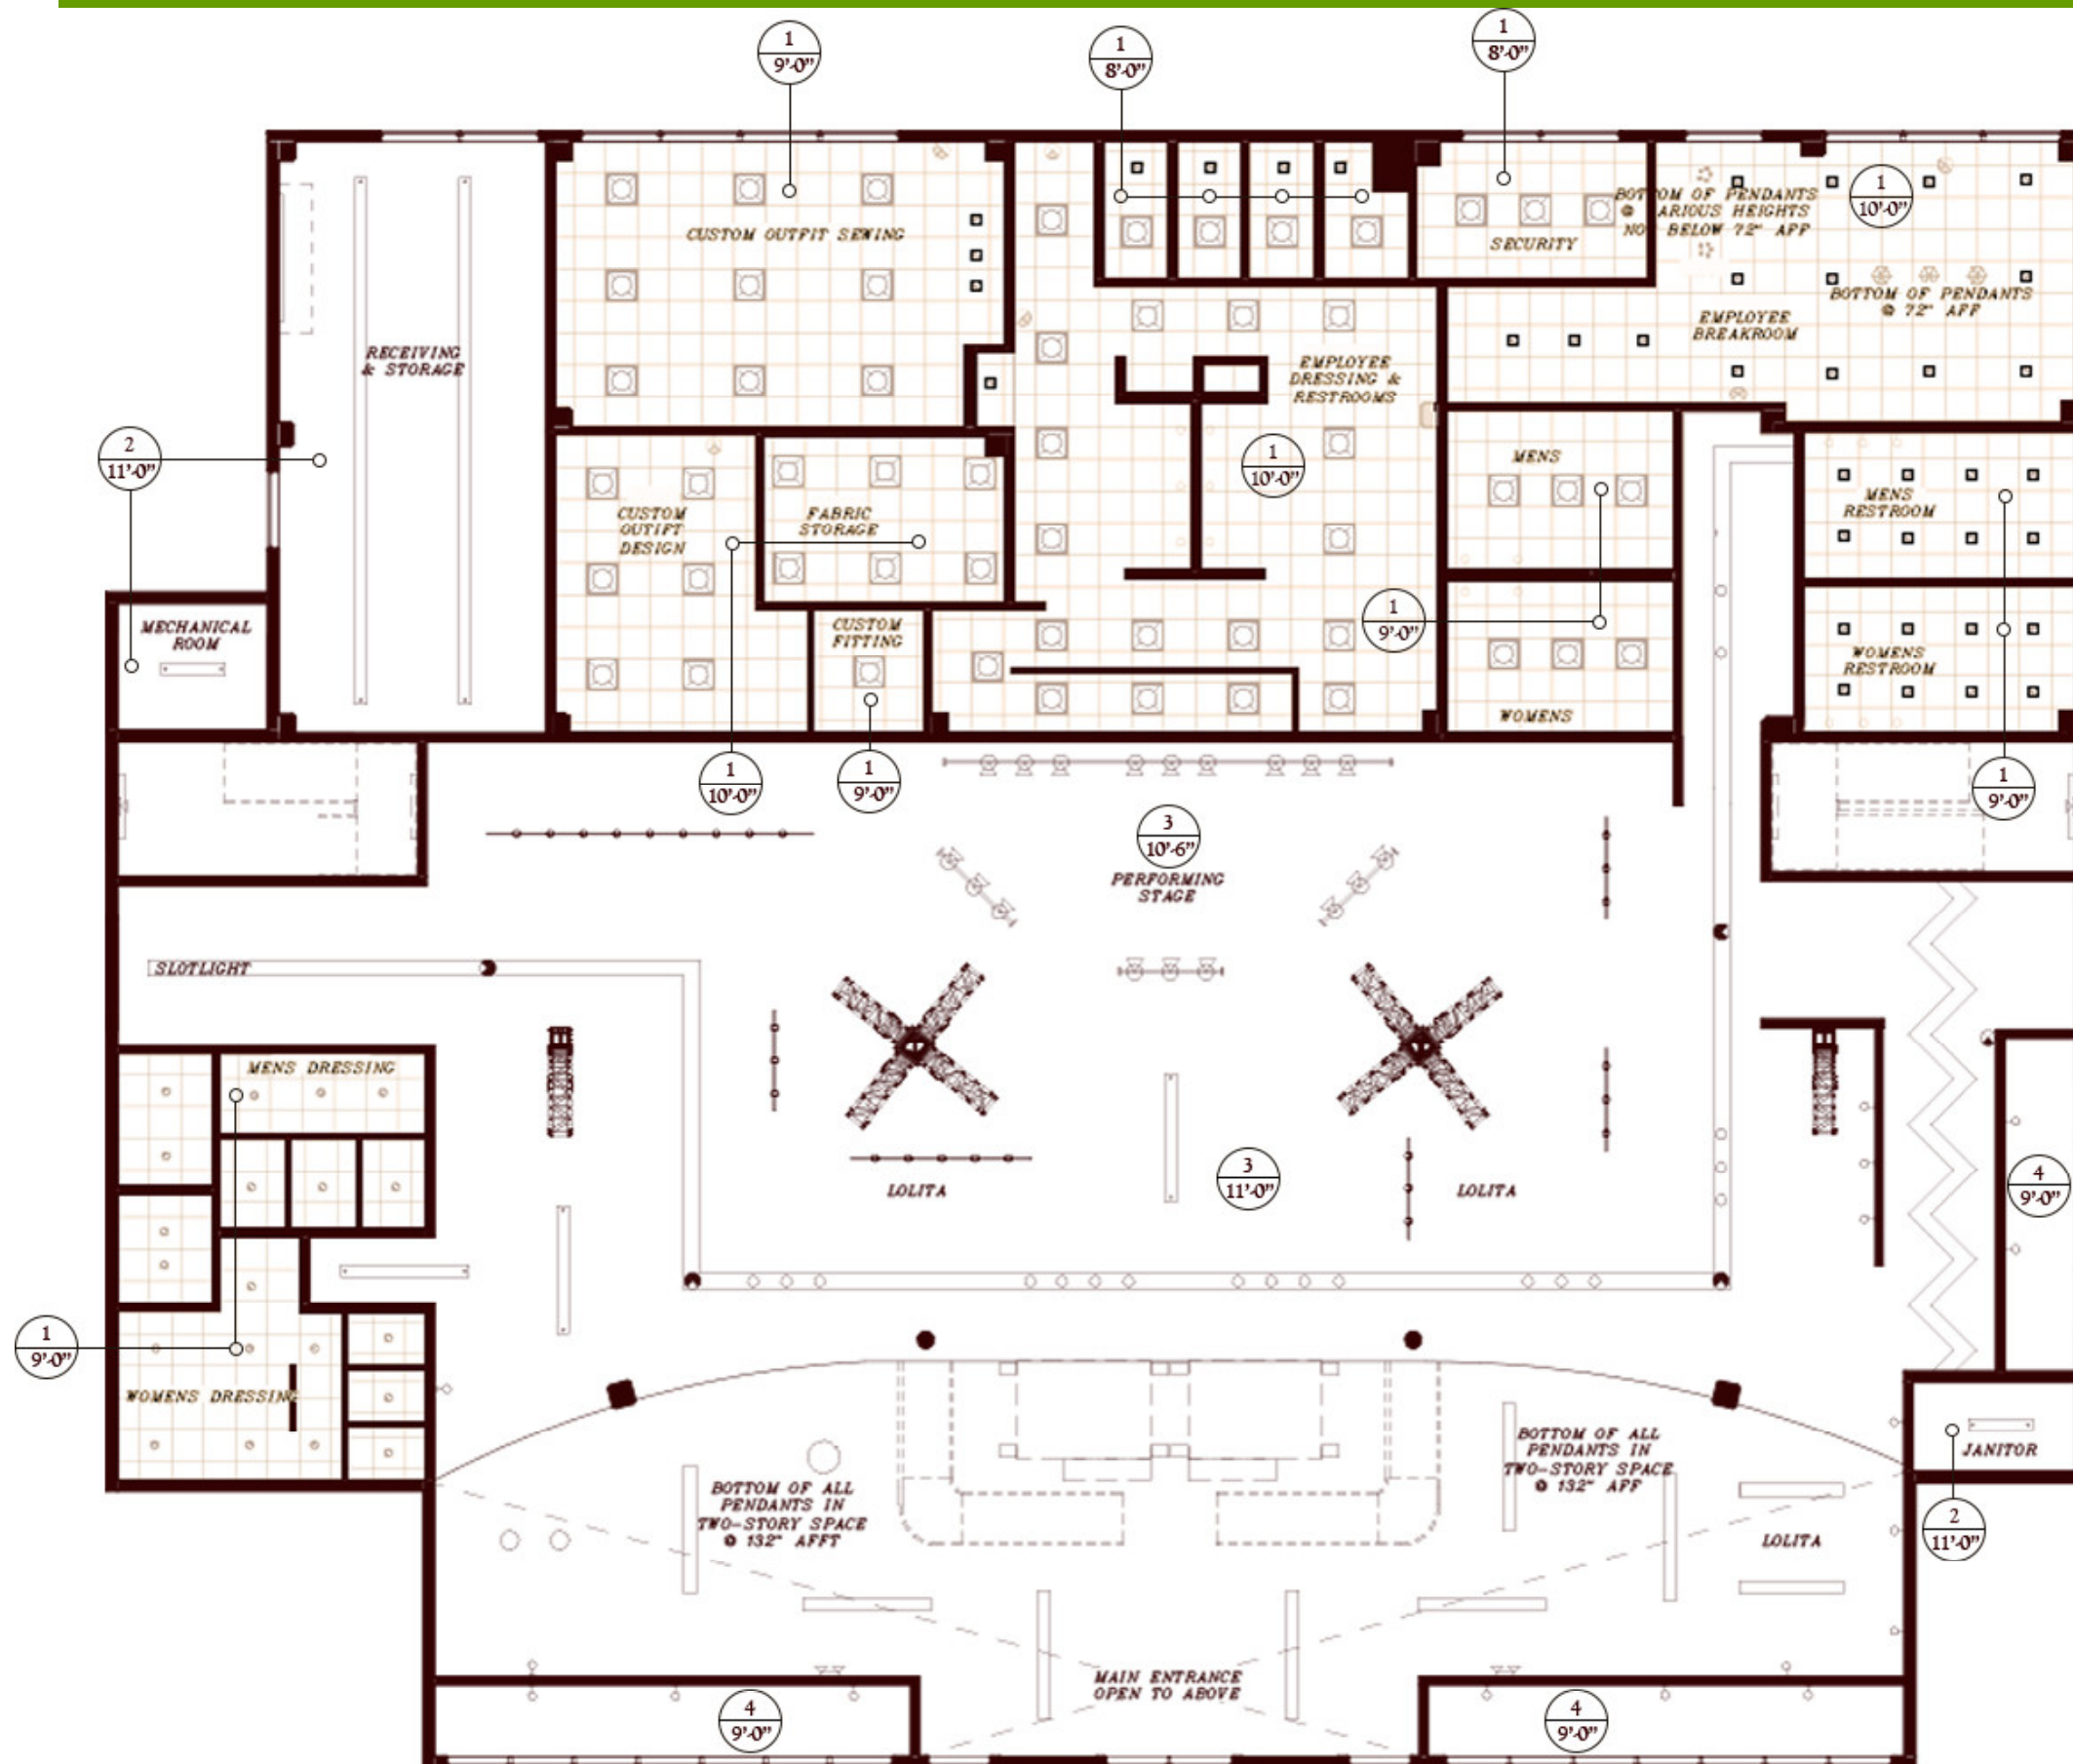 1
9'-0"
1
8'-0"
1
8'-0"
CUSTOM OUTFIT SEWING
SECURITY
BOTTOM OF PENDANTS
@ ARIOUS HEIGHTS
NO BELOW 72" AFF
1
10'-0"
BOTTOM OF PENDANTS
@ 72" AFF
EMPLOYEE
BREAKROOM
RECEIVING
& STORAGE
EMPLOYEE
DRESSING &
RESTROOMS
2
11'-0"
1
10'-0"
MENS
MENS
RESTROOM
CUSTOM
OUTIFT
DESIGN
FABRIC
STORAGE
1
9'-0"
MECHANICAL
ROOM
CUSTOM
FITTING
WOMENS
RESTROOM
WOMENS
1
10'-0"
1
9'-0"
1
9'-0"
3
10'-6"
PERFORMING
STAGE
SLOTLIGHT
MENS DRESSING
3
11'-0"
4
9'-0"
LOLITA
LOLITA
1
9'-0"
WOMENS DRESSING
BOTTOM OF ALL
PENDANTS IN
TWO-STORY SPACE
@ 132" AFF
JANITOR
BOTTOM OF ALL
PENDANTS IN
TWO-STORY SPACE
@ 132" AFFT
2
11'-0"
LOLITA
MAIN ENTRANCE
OPEN TO ABOVE
4
9'-0"
4
9'-0"